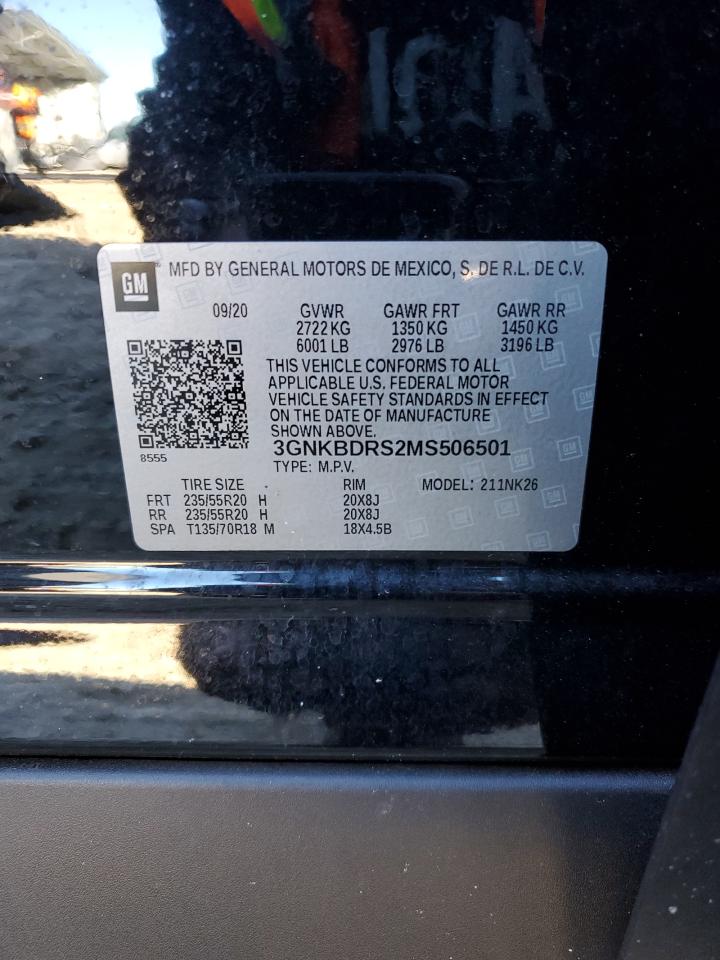 GM
MFD BY GENERAL MOTORS DE MEXICO, S. DE R.L. DE C.V.
09/20 GVWR GAWR FRT GAWR RR
2722 KG 1350 KG 1450 KG
6001 LB 2976 LB 3196 LB
THIS VEHICLE CONFORMS TO ALL
APPLICABLE U.S. FEDERAL MOTOR
VEHICLE SAFETY STANDARDS IN EFFECT
ON THE DATE OF MANUFACTURE
SHOWN ABOVE.
8555
3GNKBDRS2MS506501
TYPE: M.P.V.
TIRE SIZE RIM MODEL: 211NK26
FRT 235/55R20 H 20X8J
RR 235/55R20 H 20X8J
SPA T135/70R18 M 18X4.5B